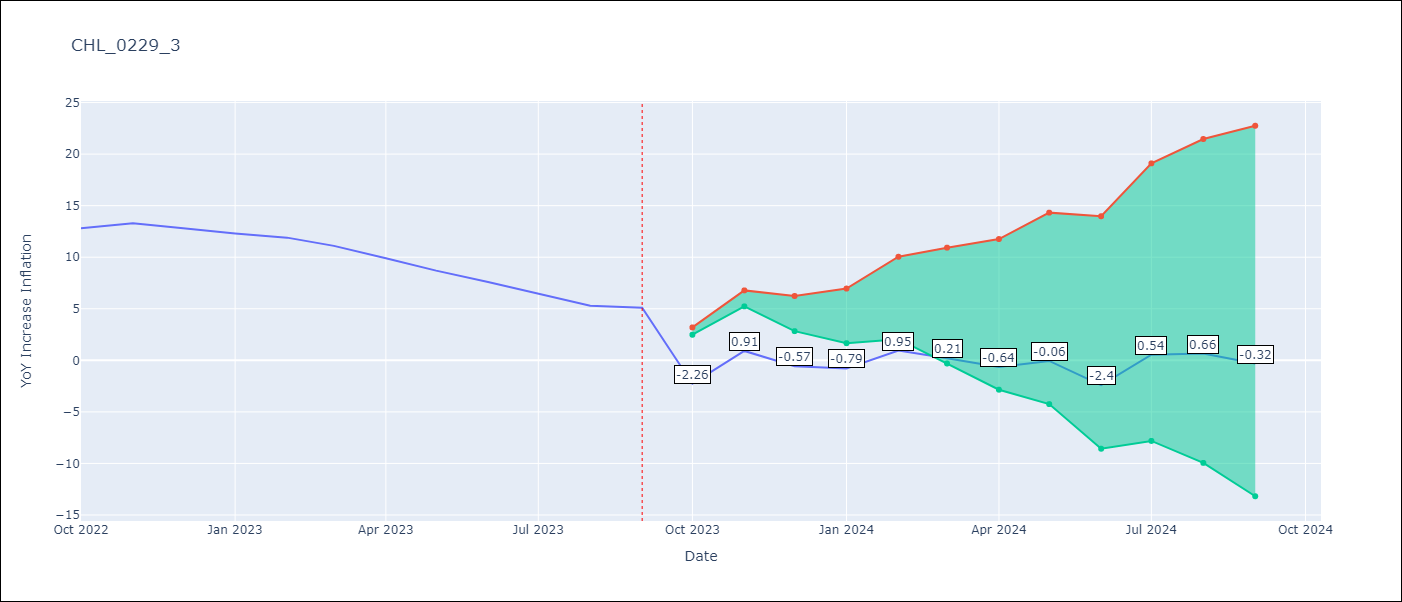 CHL_0229_3
YoY Increase Inflation
25
20
15
10
5
0
−5
−10
−15
-2.26
0.91
-0.57
-0.79
0.95
0.21
-0.64
-0.06
-2.4
0.54
0.66
-0.32
Oct 2022
Jan 2023
Apr 2023
Jul 2023
Oct 2023
Jan 2024
Apr 2024
Jul 2024
Oct 2024
Date